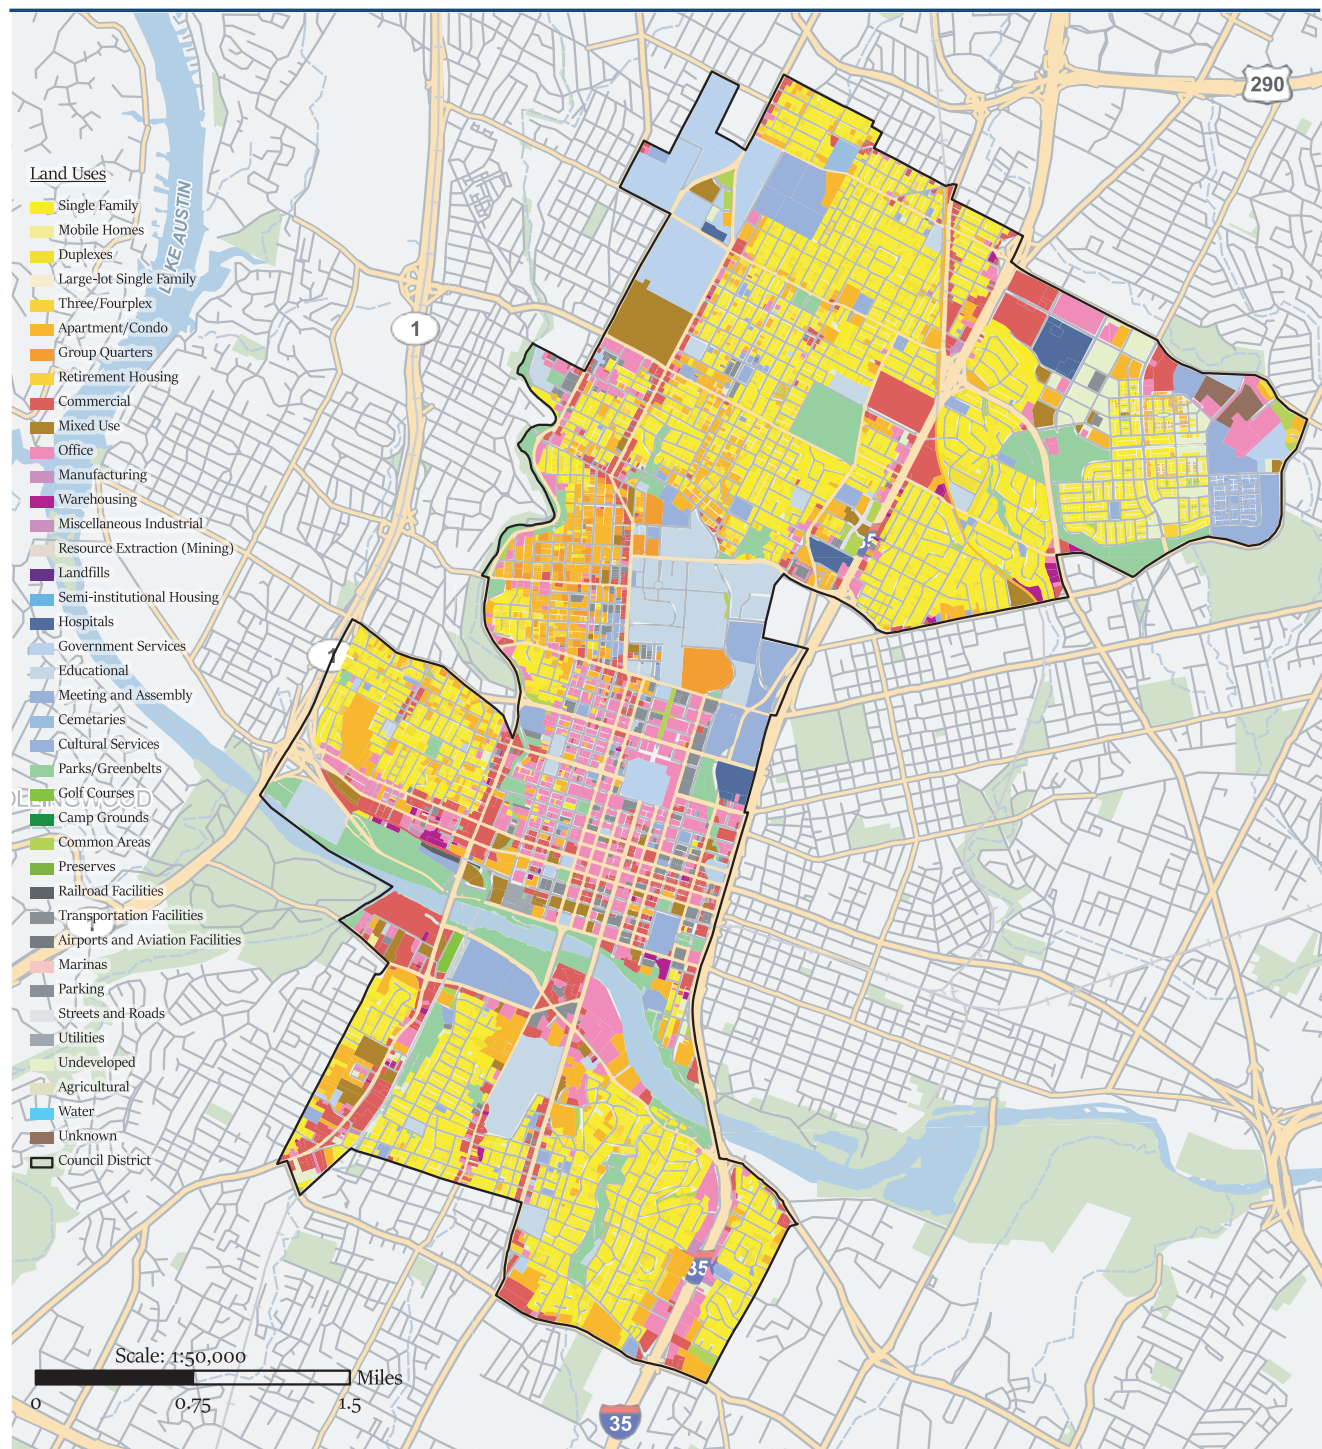 290
Land Uses
Single Family
Mobile Homes
Duplexes
Large-lot Single Family
Three/Fourplex
Apartment/Condo
Group Quarters
Retirement Housing
Commercial
Mixed Use
Office
Manufacturing
Warehousing
Miscellaneous Industrial
Resource Extraction (Mining)
Landfills
Semi-institutional Housing
Hospitals
Government Services
Educational
Meeting and Assembly
Cemetaries
Cultural Services
Parks/Greenbelts
Golf Courses
Camp Grounds
Common Areas
Preserves
Railroad Facilities
Transportation Facilities
Airports and Aviation Facilities
Marinas
Parking
Streets and Roads
Utilities
Undeveloped
Agricultural
Water
Unknown
Council District
LAKE AUSTIN
1
35
1
1
35
Scale: 1:50,000
Miles
0 0.75 1.5
35